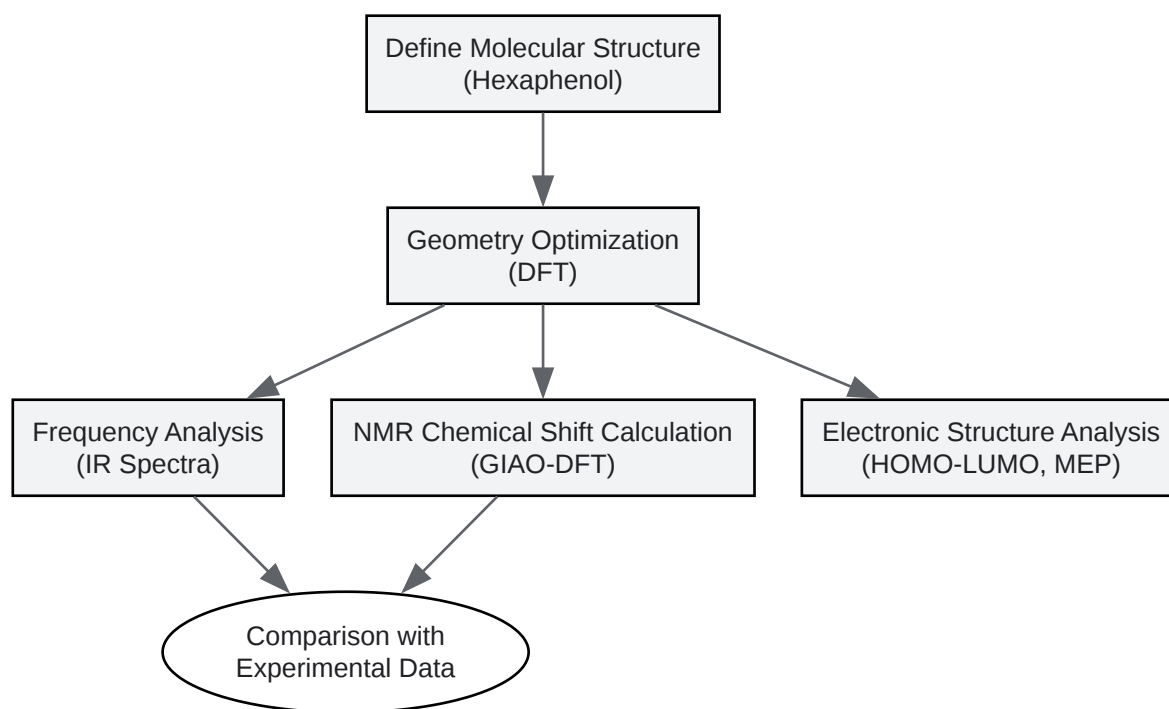 Define Molecular Structure
(Hexaphenol)
Geometry Optimization
(DFT)
Frequency Analysis
(IR Spectra)
NMR Chemical Shift Calculation
(GIAO-DFT)
Electronic Structure Analysis
(HOMO-LUMO, MEP)
Comparison with
Experimental Data